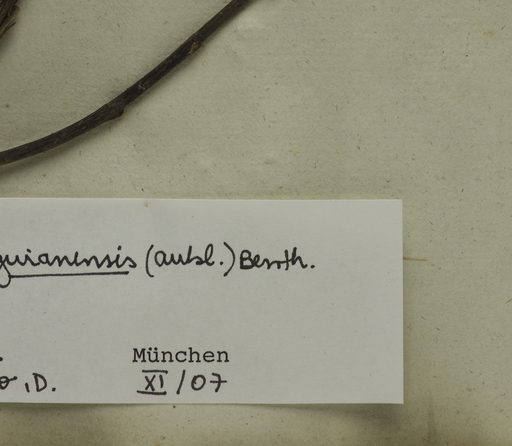 guianensis (Aubl.) Benth.
München
, D. XI/07